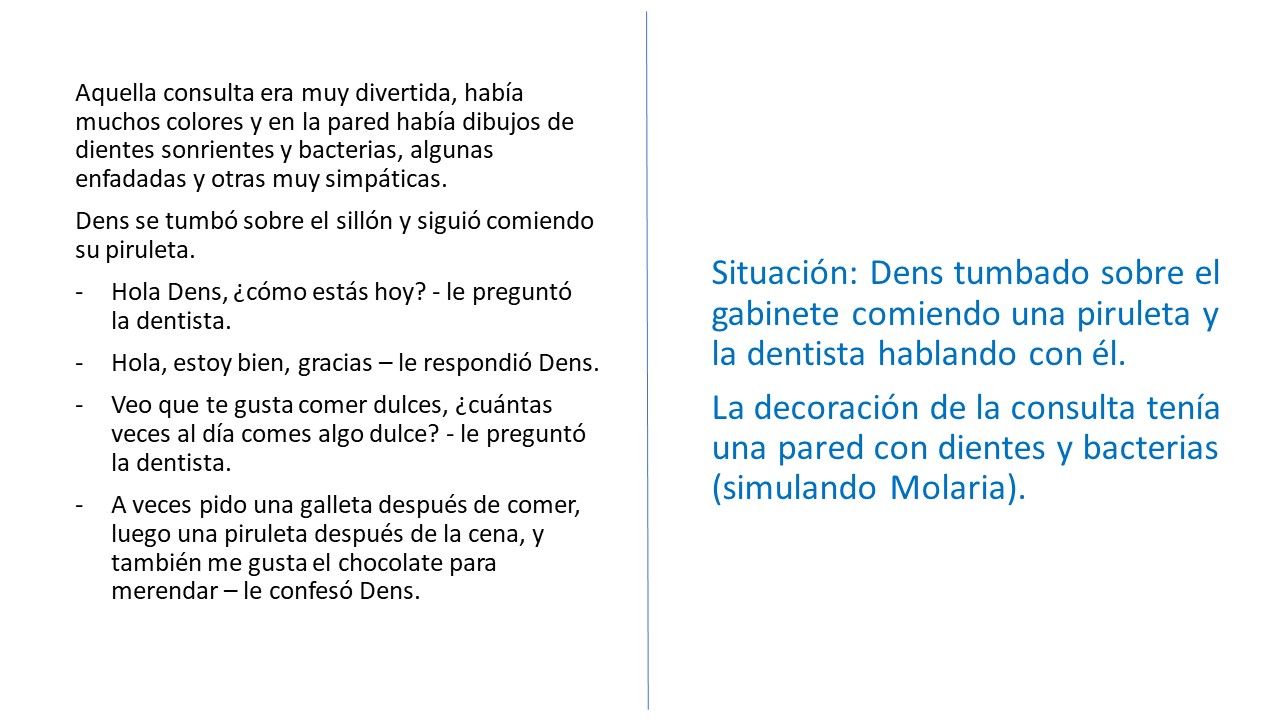 Aquella consulta era muy divertida, había
muchos colores y en la pared había dibujos de
dientes sonrientes y bacterias, algunas
enfadadas y otras muy simpáticas.
Dens se tumbó sobre el sillón y siguió comiendo
su piruleta.
- Hola Dens, ¿cómo estás hoy? - le preguntó
la dentista.
- Hola, estoy bien, gracias – le respondió Dens.
- Veo que te gusta comer dulces, ¿cuántas
veces al día comes algo dulce? - le preguntó
la dentista.
- A veces pido una galleta después de comer,
luego una piruleta después de la cena, y
también me gusta el chocolate para
merendar – le confesó Dens.
Situación: Dens tumbado sobre el
gabinete comiendo una piruleta y
la dentista hablando con él.
La decoración de la consulta tenía
una pared con dientes y bacterias
(simulando Molaria).